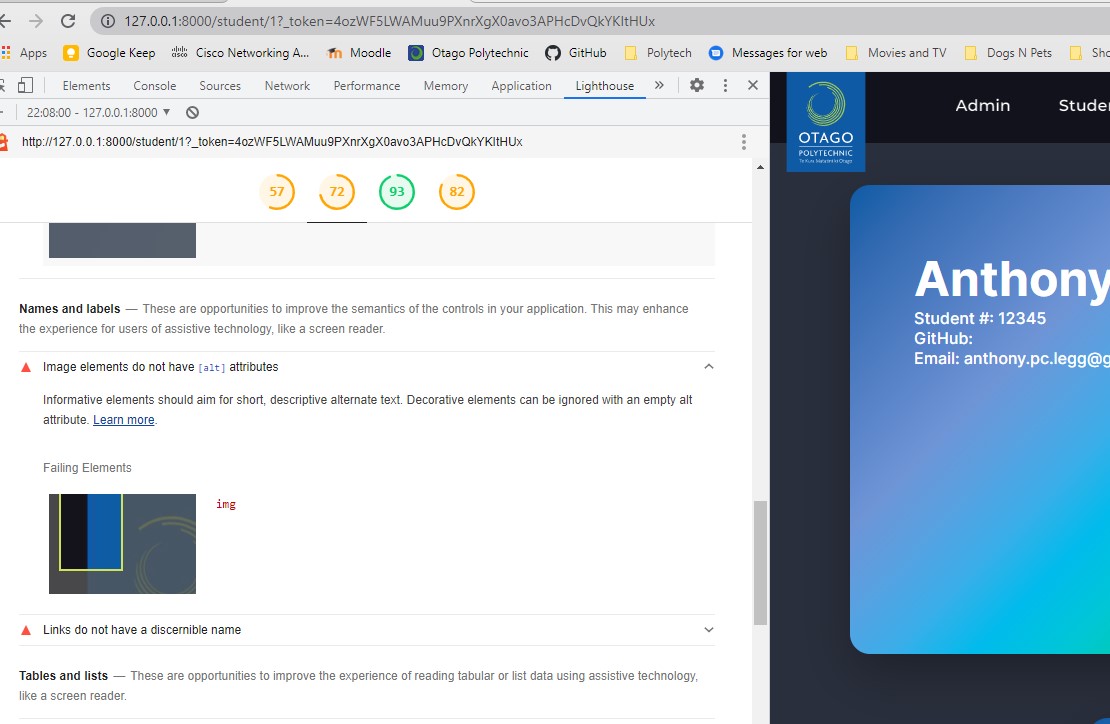 127.0.0.1:8000/student/1?_token=4ozWF5LWAMuu9PXnrXgX0avo3APHcDvQkYKItHUx
Apps Google Keep Cisco Networking A... Moodle Otago Polytechnic GitHub Polytech Messages for web Movies and TV Dogs N Pets
Elements Console Sources Network Performance Memory Application Lighthouse »
22:08:00 - 127.0.0.1:8000
http://127.0.0.1:8000/student/1?_token=4ozWF5LWAMuu9PXnrXgX0avo3APHcDvQkYKItHUx
57 72 93 82
Names and labels — These are opportunities to improve the semantics of the controls in your application. This may enhance
the experience for users of assistive technology, like a screen reader.
Image elements do not have [alt] attributes
Informative elements should aim for short, descriptive alternate text. Decorative elements can be ignored with an empty alt
attribute. Learn more.
Failing Elements
img
Links do not have a discernible name
Tables and lists — These are opportunities to improve the experience of reading tabular or list data using assistive technology,
like a screen reader.
OTAGO
POLYTECHNIC
Admin Studen
Anthony
Student #: 12345
GitHub:
Email: anthony.pc.legg@g